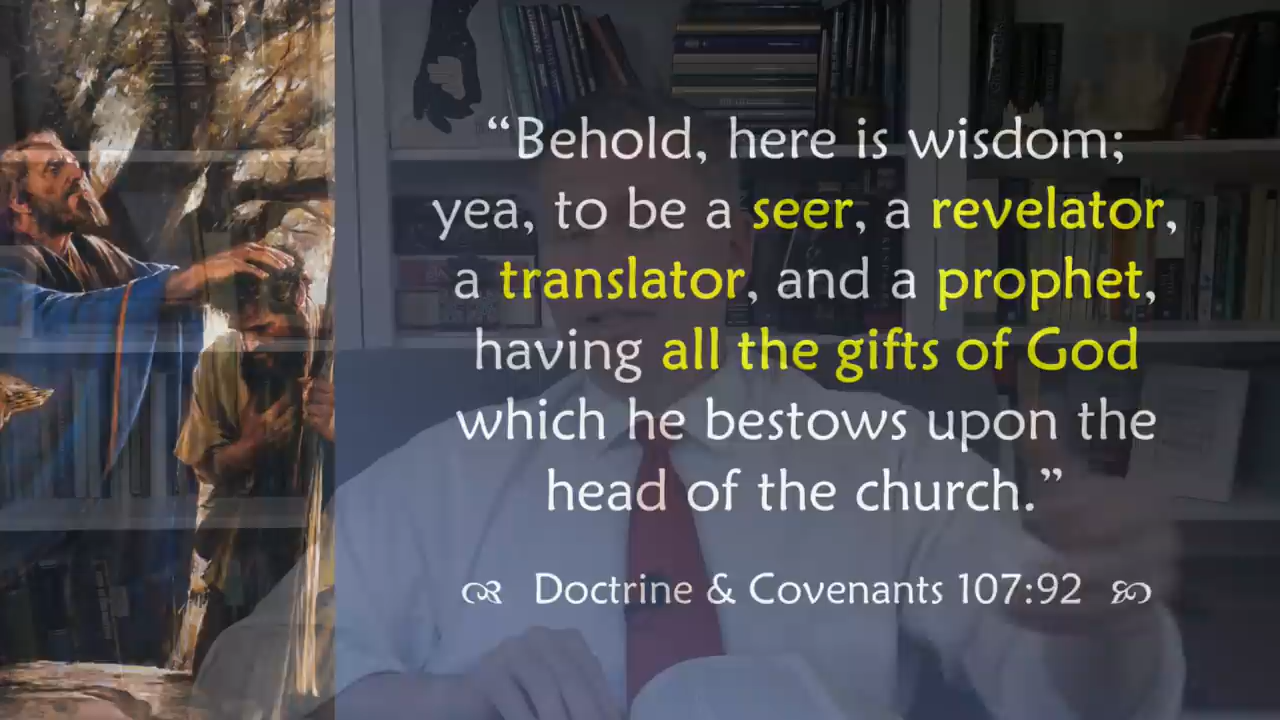 “Behold, here is wisdom;
yea, to be a seer, a revelator,
a translator, and a prophet,
having all the gifts of God
which he bestows upon the
head of the church.”
Doctrine & Covenants 107:92